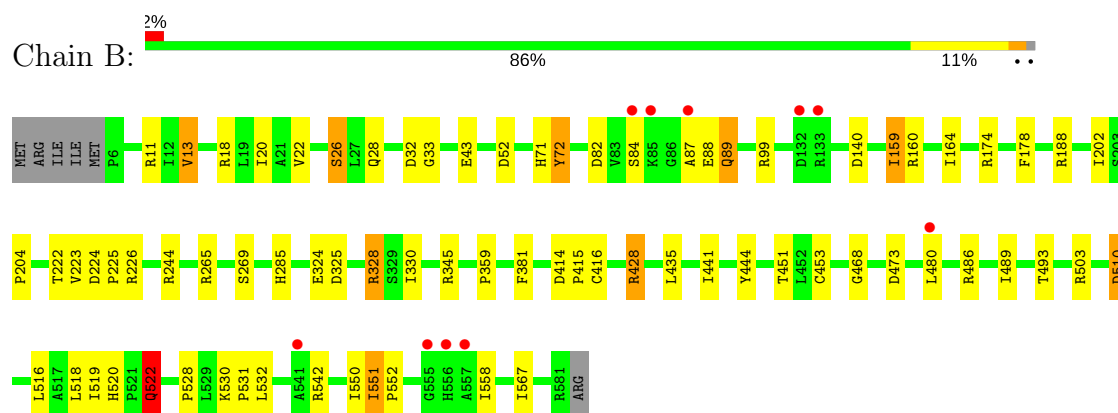 2%
Chain B:
86%
11%
• •
MET ARG ILE ILE MET P6 R11 I12 V13 R18 L19 I20 A21 V22 S26 L27 Q28 D32 G33 E43 D52 H71 Y72 D82 V83 S84 K85 G86 A87 E88 Q89 R99 D132 R133 D140 I159 R160 I164 R174 F178 R188 I202 S203
P204 T222 V223 D224 P225 R226 R244 R265 S269 H285 E324 D325 R328 S329 I330 R345 P359 F381 D414 P415 C416 R428 L435 I441 Y444 T451 L452 C453 G468 D473 L480 R486 I489 T493 R503
L516 A517 L518 I519 H520 P521 Q522 P528 L529 K530 P531 L532 A541 R542 I550 I551 P552 G555 H556 A557 I558 I567 R581 ARG